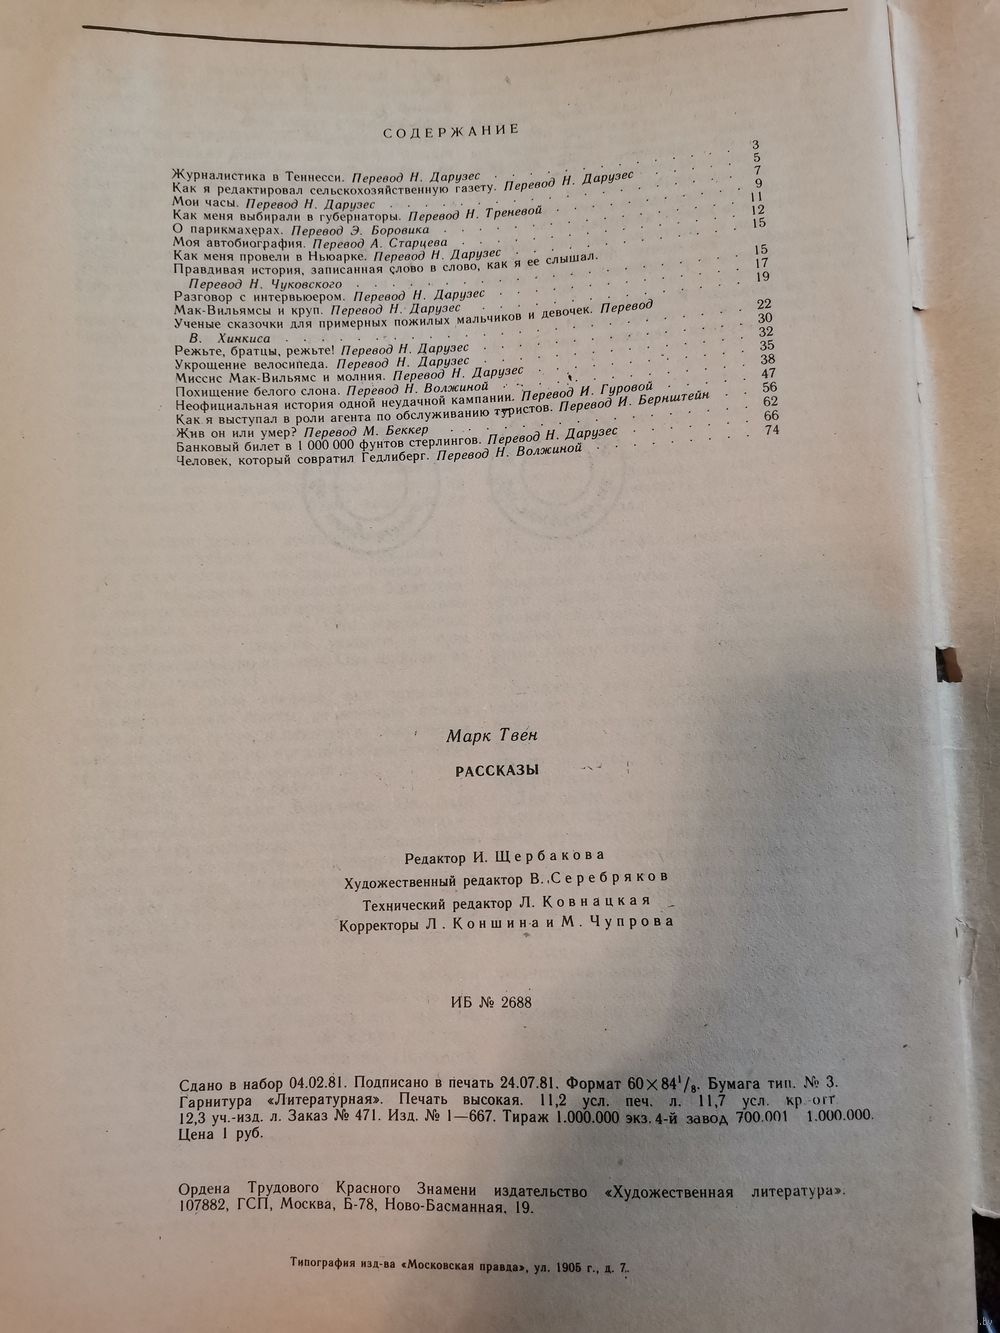 СОДЕРЖАНИЕ
Журналистика в Теннесси. Перевод Н. Дарузес 3
Как я редактировал сельскохозяйственную газету. Перевод Н. Дарузес 5
Мои часы. Перевод Н. Дарузес 7
Как меня выбирали в губернаторы. Перевод Н. Треневой 9
О парикмахерах. Перевод Э. Боровика 11
Моя автобиография. Перевод А. Старцева 12
Как меня провели в Ньюарке. Перевод Н. Дарузес 15
Правдивая история, записанная слово в слово, как я ее слышал.
Перевод Н. Чуковского 15
Разговор с интервьюером. Перевод Н. Дарузес 17
Мак-Вильямсы и круп. Перевод Н. Дарузес 19
Ученые сказочки для примерных пожилых мальчиков и девочек. Перевод
В. Хинкиса 22
Режьте, братцы, режьте! Перевод Н. Дарузес 30
Укрощение велосипеда. Перевод Н. Дарузес 32
Миссис Мак-Вильямс и молния. Перевод Н. Дарузес 35
Похищение белого слона. Перевод Н. Волжиной 38
Неофициальная история одной неудачной кампании. Перевод И. Гуровой 47
Как я выступал в роли агента по обслуживанию туристов. Перевод И. Бернштейн 56
Жив он или умер? Перевод М. Беккер 62
Банковый билет в 1 000 000 фунтов стерлингов. Перевод Н. Дарузес 66
Человек, который совратил Гедлиберг. Перевод Н. Волжиной 74
Марк Твен
РАССКАЗЫ
Редактор И. Щербакова
Художественный редактор В. Серебряков
Технический редактор Л. Ковнацкая
Корректоры Л. Коншина и М. Чупрова
ИБ № 2688
Сдано в набор 04.02.81. Подписано в печать 24.07.81. Формат 60×84¹/₈. Бумага тип. № 3.
Гарнитура «Литературная». Печать высокая. 11,2 усл. печ. л. 11,7 усл. кр.-отт
12,3 уч.-изд. л. Заказ № 471. Изд. № 1—667. Тираж 1.000.000 экз. 4-й завод 700.001 1.000.000.
Цена 1 руб.
Ордена Трудового Красного Знамени издательство «Художественная литература».
107882, ГСП, Москва, Б-78, Ново-Басманная, 19.
Типография изд-ва «Московская правда», ул. 1905 г., д. 7.